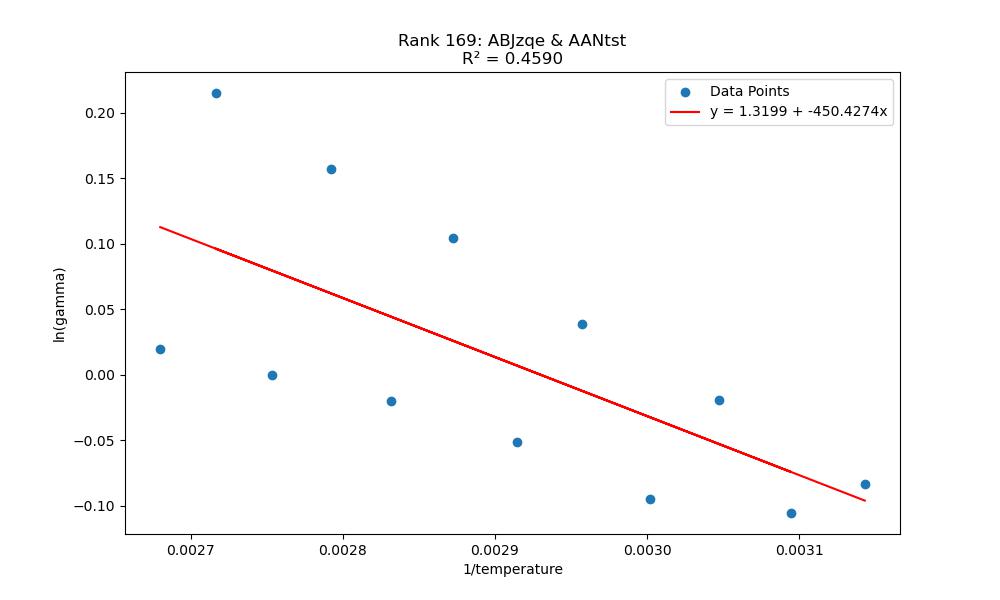 Rank 169: ABJzqe & AANtst
R² = 0.4590
Data Points
y = 1.3199 + -450.4274x
ln(gamma)
0.20
0.15
0.10
0.05
0.00
−0.05
−0.10
0.0027 0.0028 0.0029 0.0030 0.0031
1/temperature